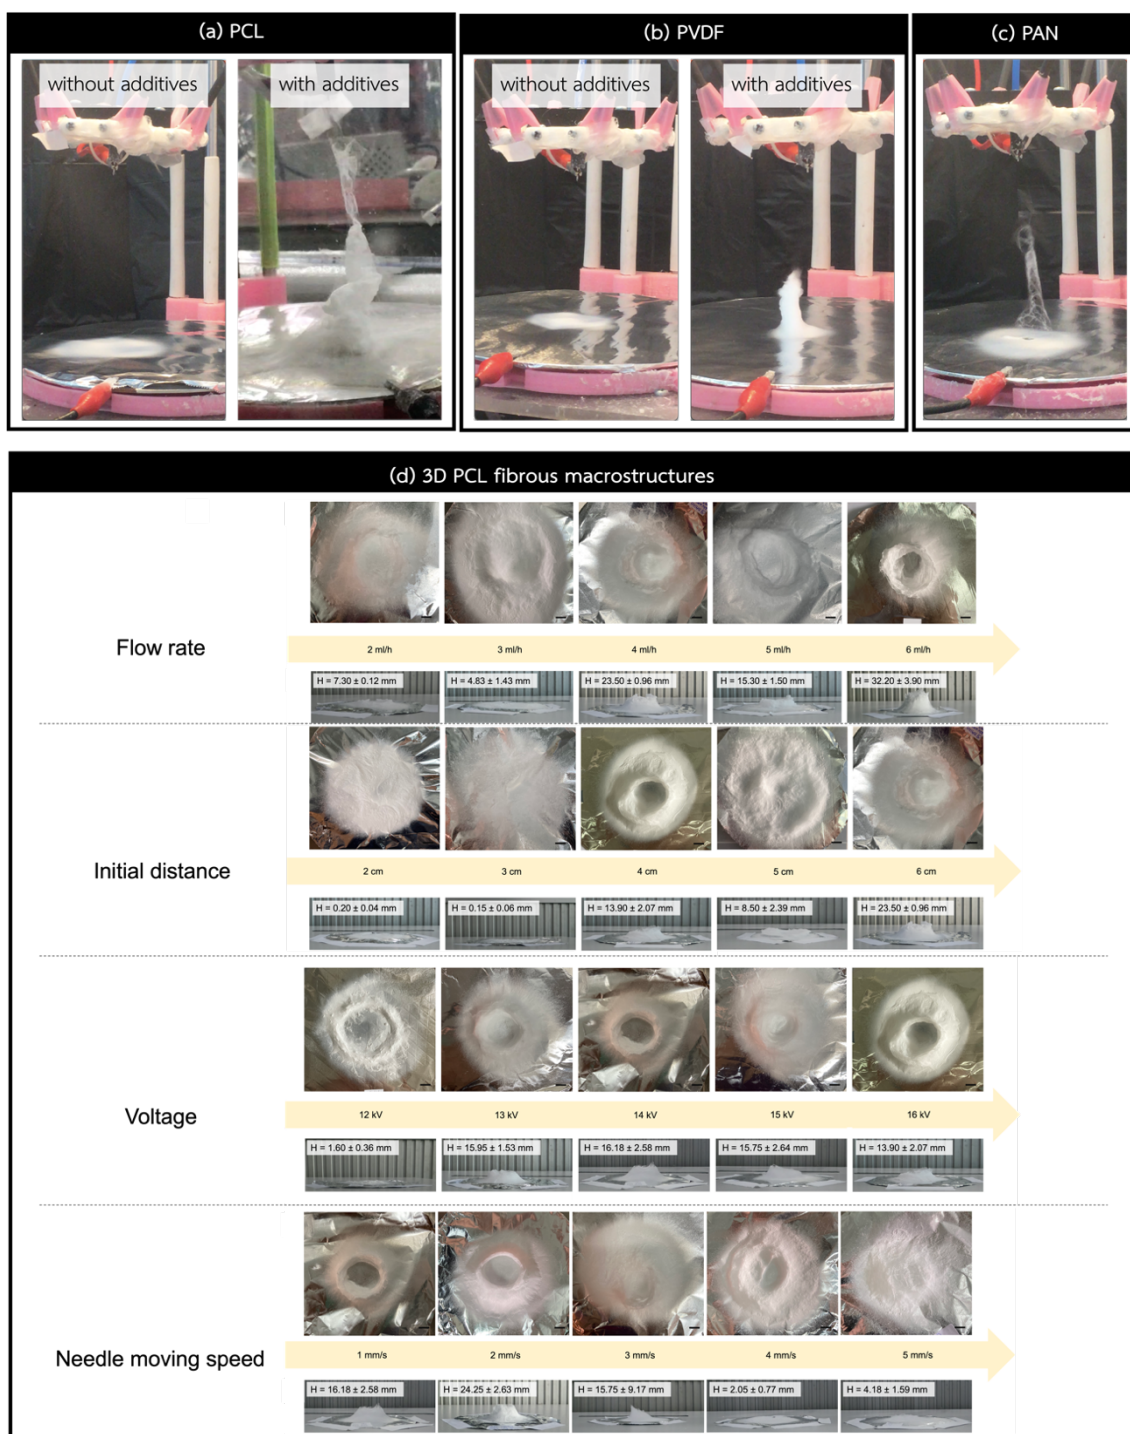 (a) PCL
(b) PVDF
(c) PAN
without additives
with additives
without additives
with additives
(d) 3D PCL fibrous macrostructures
Flow rate
2 ml/h
3 ml/h
4 ml/h
5 ml/h
6 ml/h
H = 7.30 ± 0.12 mm
H = 4.83 ± 1.43 mm
H = 23.50 ± 0.96 mm
H = 15.30 ± 1.50 mm
H = 32.20 ± 3.90 mm
Initial distance
2 cm
3 cm
4 cm
5 cm
6 cm
H = 0.20 ± 0.04 mm
H = 0.15 ± 0.06 mm
H = 13.90 ± 2.07 mm
H = 8.50 ± 2.39 mm
H = 23.50 ± 0.96 mm
Voltage
12 kV
13 kV
14 kV
15 kV
16 kV
H = 1.60 ± 0.36 mm
H = 15.95 ± 1.53 mm
H = 16.18 ± 2.58 mm
H = 15.75 ± 2.64 mm
H = 13.90 ± 2.07 mm
Needle moving speed
1 mm/s
2 mm/s
3 mm/s
4 mm/s
5 mm/s
H = 16.18 ± 2.58 mm
H = 24.25 ± 2.63 mm
H = 15.75 ± 9.17 mm
H = 2.05 ± 0.77 mm
H = 4.18 ± 1.59 mm